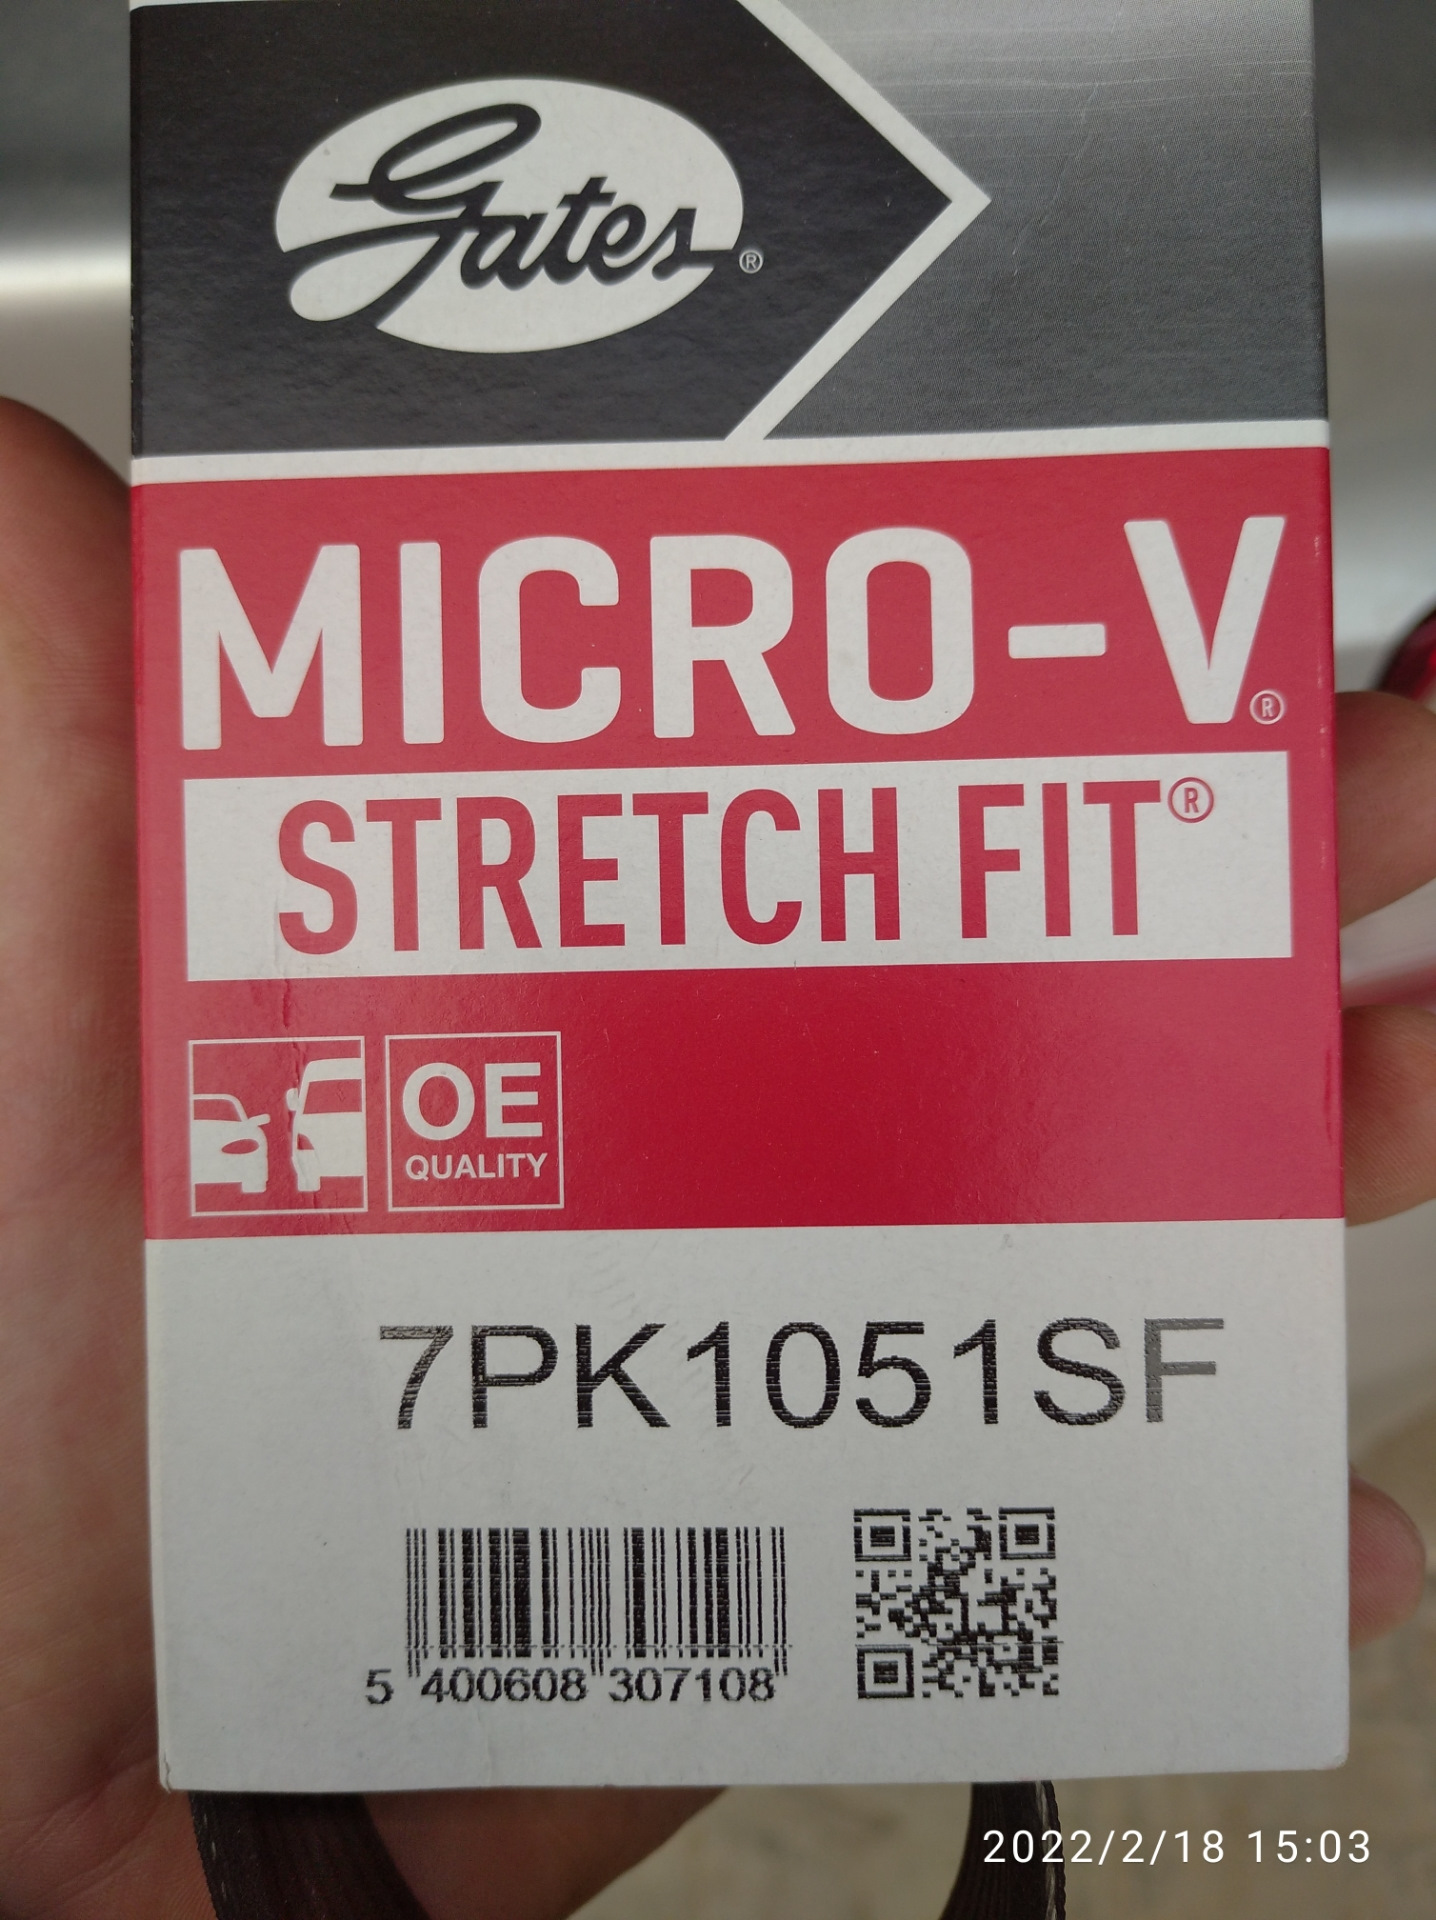 Gates®
MICRO-V®
STRETCH FIT®
OE
QUALITY
7PK1051SF
5 400608 307108
2022/2/18 15:03